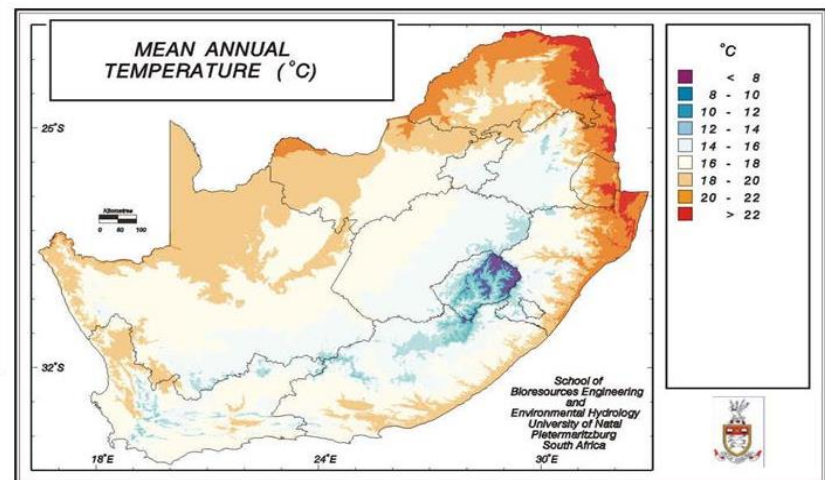 MEAN ANNUAL
TEMPERATURE (°C)
°C
< 8
8 - 10
10 - 12
12 - 14
14 - 16
16 - 18
18 - 20
20 - 22
> 22
25°S
Kilometres
0 50 100
32°S
School of
Bioresources Engineering
and
Environmental Hydrology
University of Natal
Pietermaritzburg
South Africa
18°E
24°E
30°E